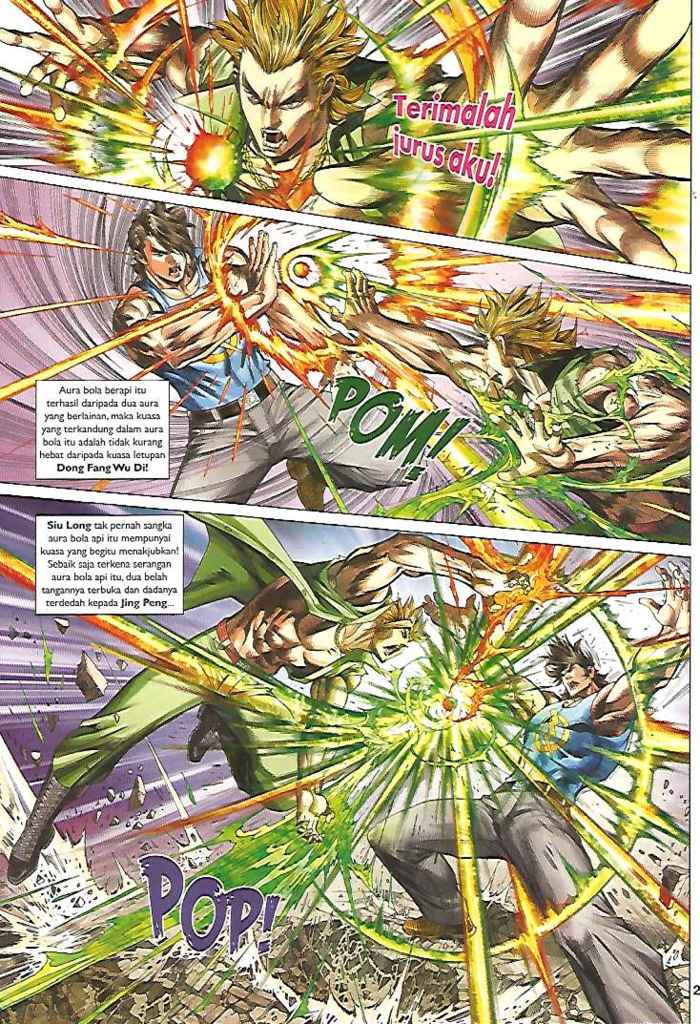 Terimalah
jurus aku!
Aura bola berapi itu
terhasil daripada dua aura
yang berlainan, maka kuasa
yang terkandung dalam aura
bola itu adalah tidak kurang
hebat daripada kuasa letupan
Dong Fang Wu Di!
POM!
Siu Long tak pernah sangka
aura bola api itu mempunyai
kuasa yang begitu menakjubkan!
Sebaik saja terkena serangan
aura bola api itu, dua belah
tangannya terbuka dan dadanya
terdedah kepada Jing Peng...
POP!
2